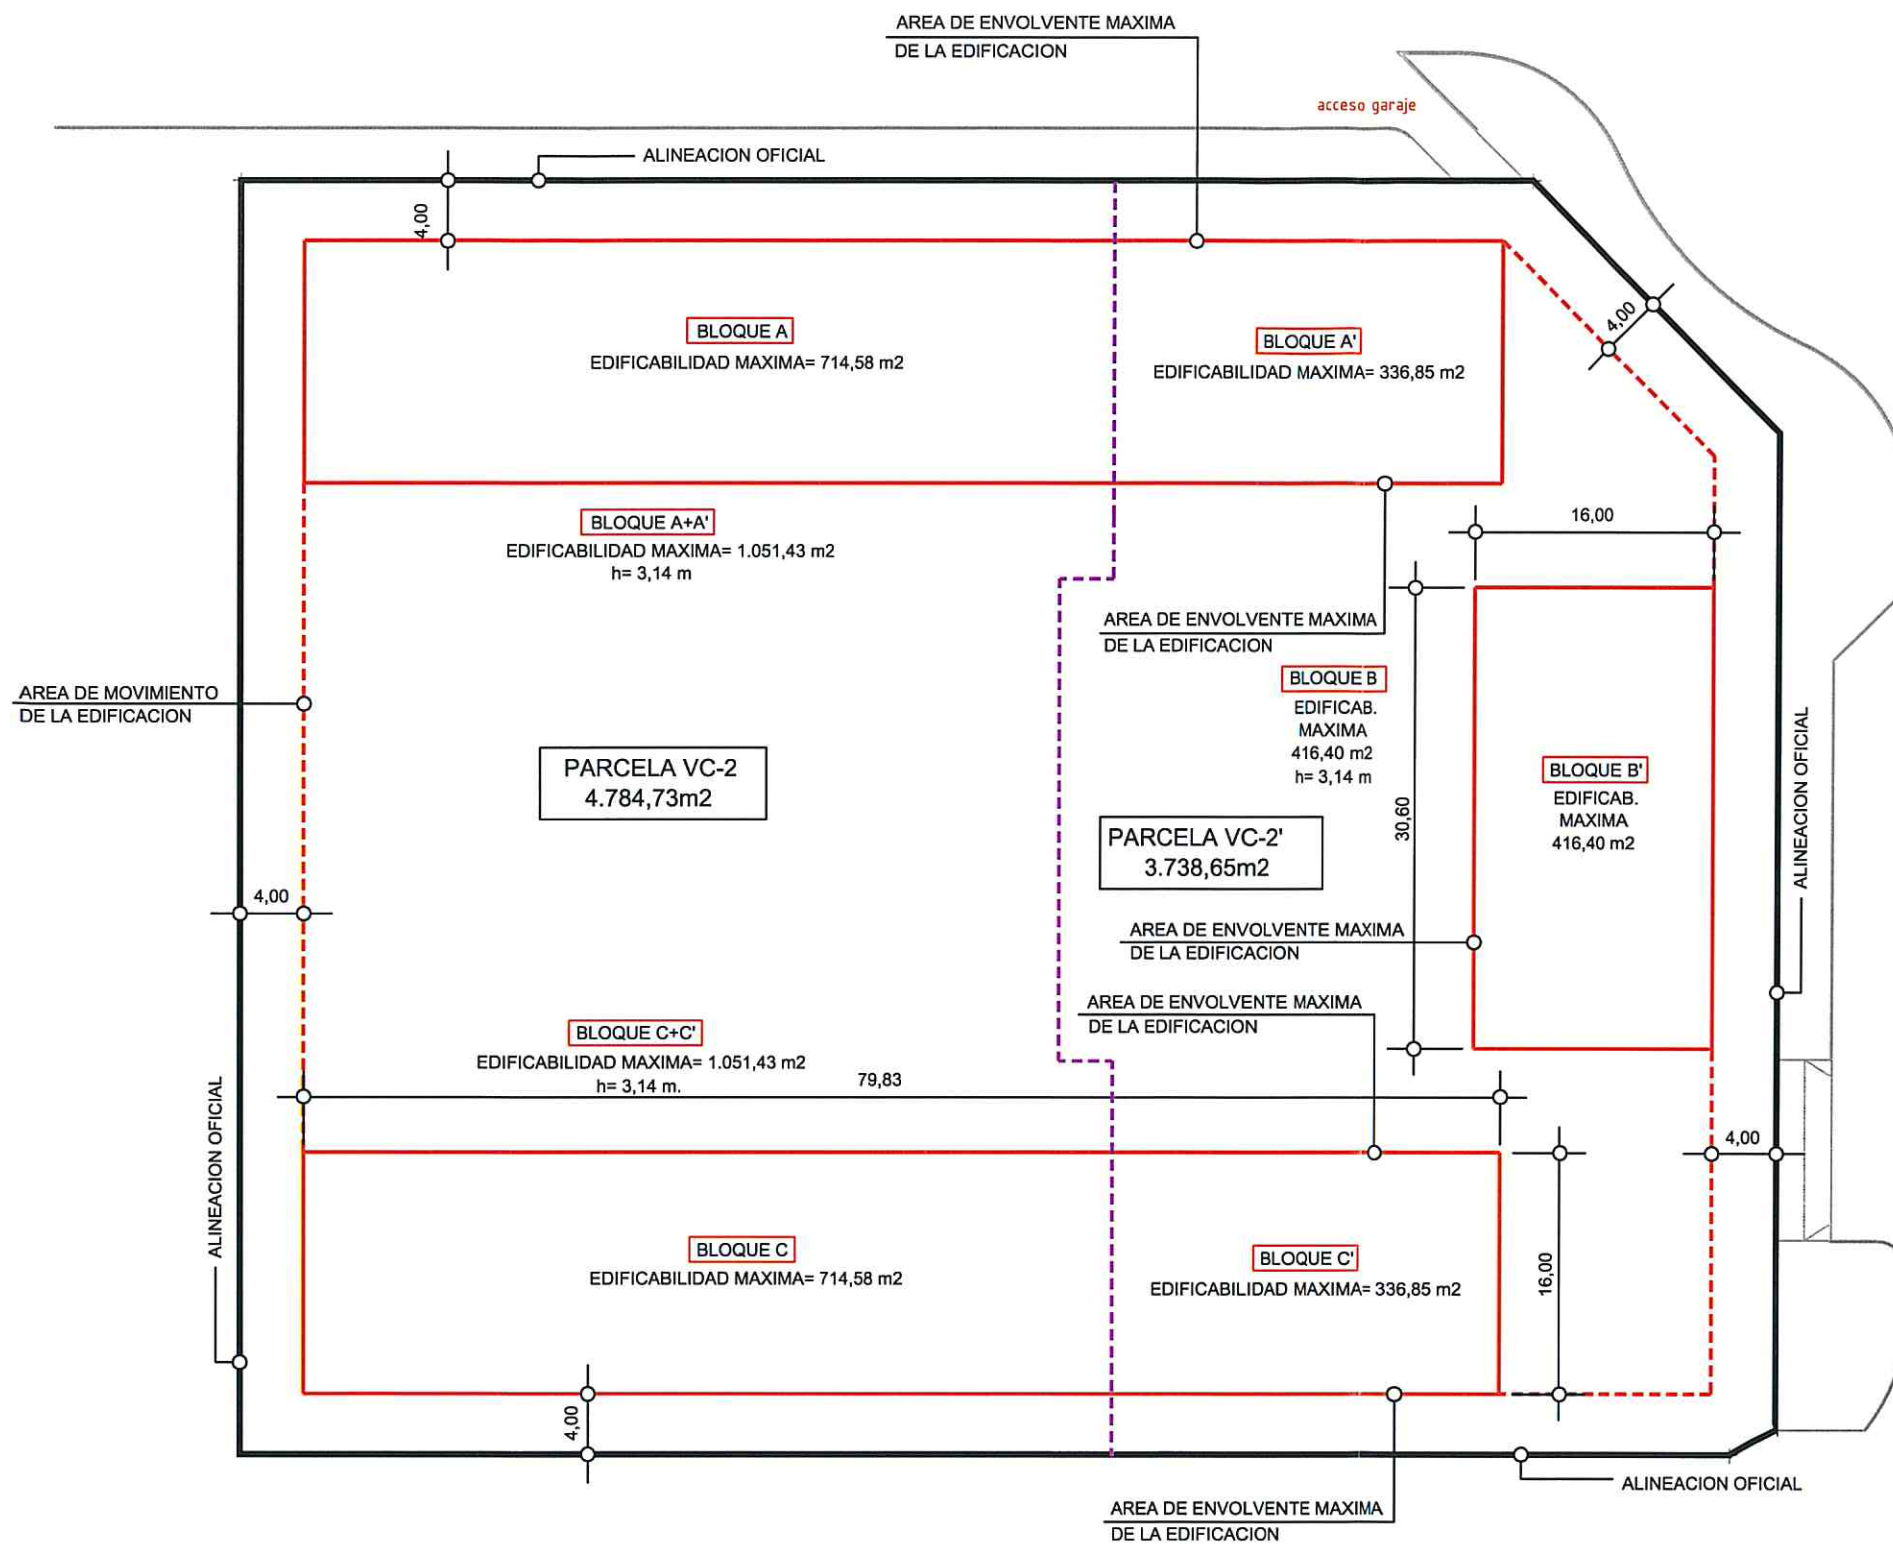 AREA DE ENVOLVENTE MAXIMA
DE LA EDIFICACION
acceso garaje
ALINEACION OFICIAL
4,00
4,00
BLOQUE A
EDIFICABILIDAD MAXIMA= 714,58 m2
BLOQUE A'
EDIFICABILIDAD MAXIMA= 336,85 m2
BLOQUE A+A'
EDIFICABILIDAD MAXIMA= 1.051,43 m2
h= 3,14 m
16,00
AREA DE ENVOLVENTE MAXIMA
DE LA EDIFICACION
BLOQUE B
EDIFICAB.
MAXIMA
416,40 m2
h= 3,14 m
AREA DE MOVIMIENTO
DE LA EDIFICACION
PARCELA VC-2
4.784,73m2
30,60
BLOQUE B'
EDIFICAB.
MAXIMA
416,40 m2
ALINEACION OFICIAL
PARCELA VC-2'
3.738,65m2
4,00
AREA DE ENVOLVENTE MAXIMA
DE LA EDIFICACION
AREA DE ENVOLVENTE MAXIMA
DE LA EDIFICACION
BLOQUE C+C'
EDIFICABILIDAD MAXIMA= 1.051,43 m2
h= 3,14 m.
79,83
ALINEACION OFICIAL
4,00
BLOQUE C
EDIFICABILIDAD MAXIMA= 714,58 m2
BLOQUE C'
EDIFICABILIDAD MAXIMA= 336,85 m2
16,00
4,00
ALINEACION OFICIAL
AREA DE ENVOLVENTE MAXIMA
DE LA EDIFICACION